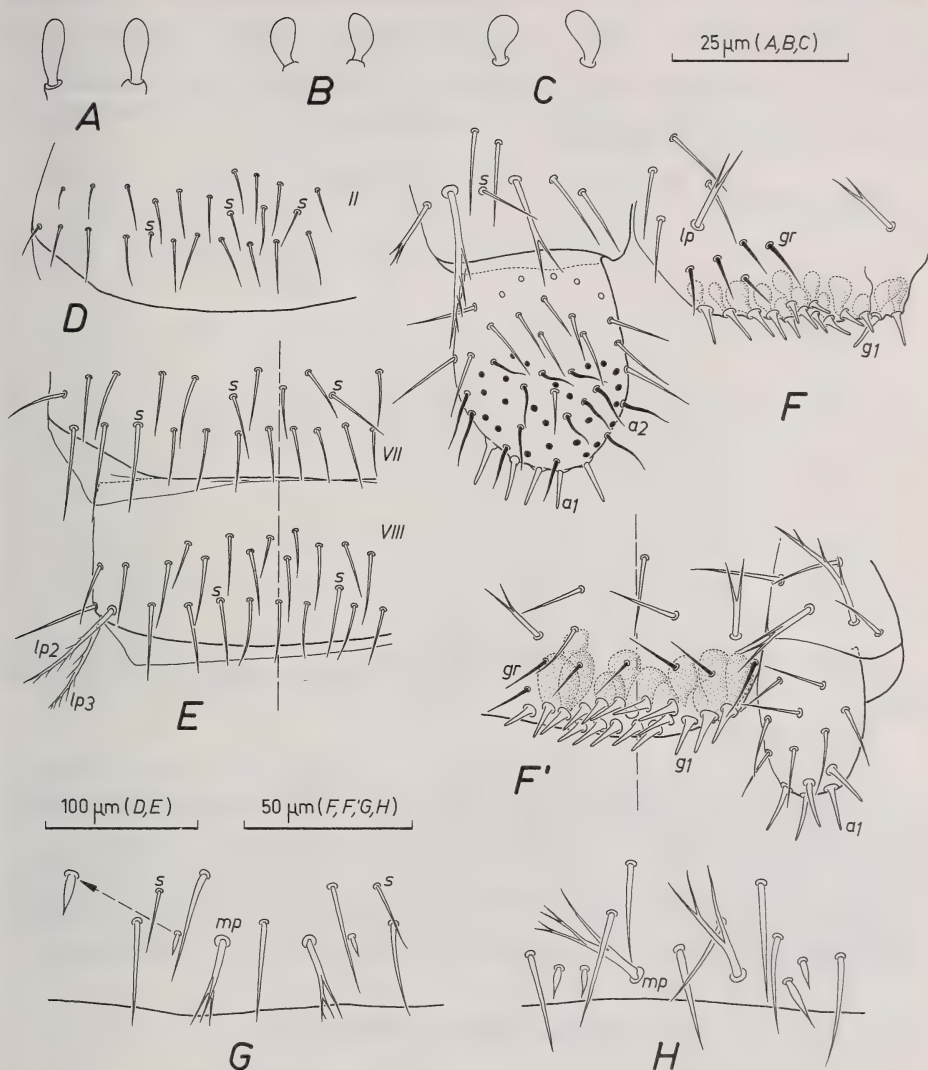 A
B
C
25 µm (A,B,C)
s
lp
gr
g1
F
II
s
s
s
D
a2
a1
s
s
s
VII
VIII
s
s
lp2
lp3
E
gr
g1
F'
a1
100 µm (D,E)
50 µm (F,F',G,H)
s
mp
s
G
mp
H